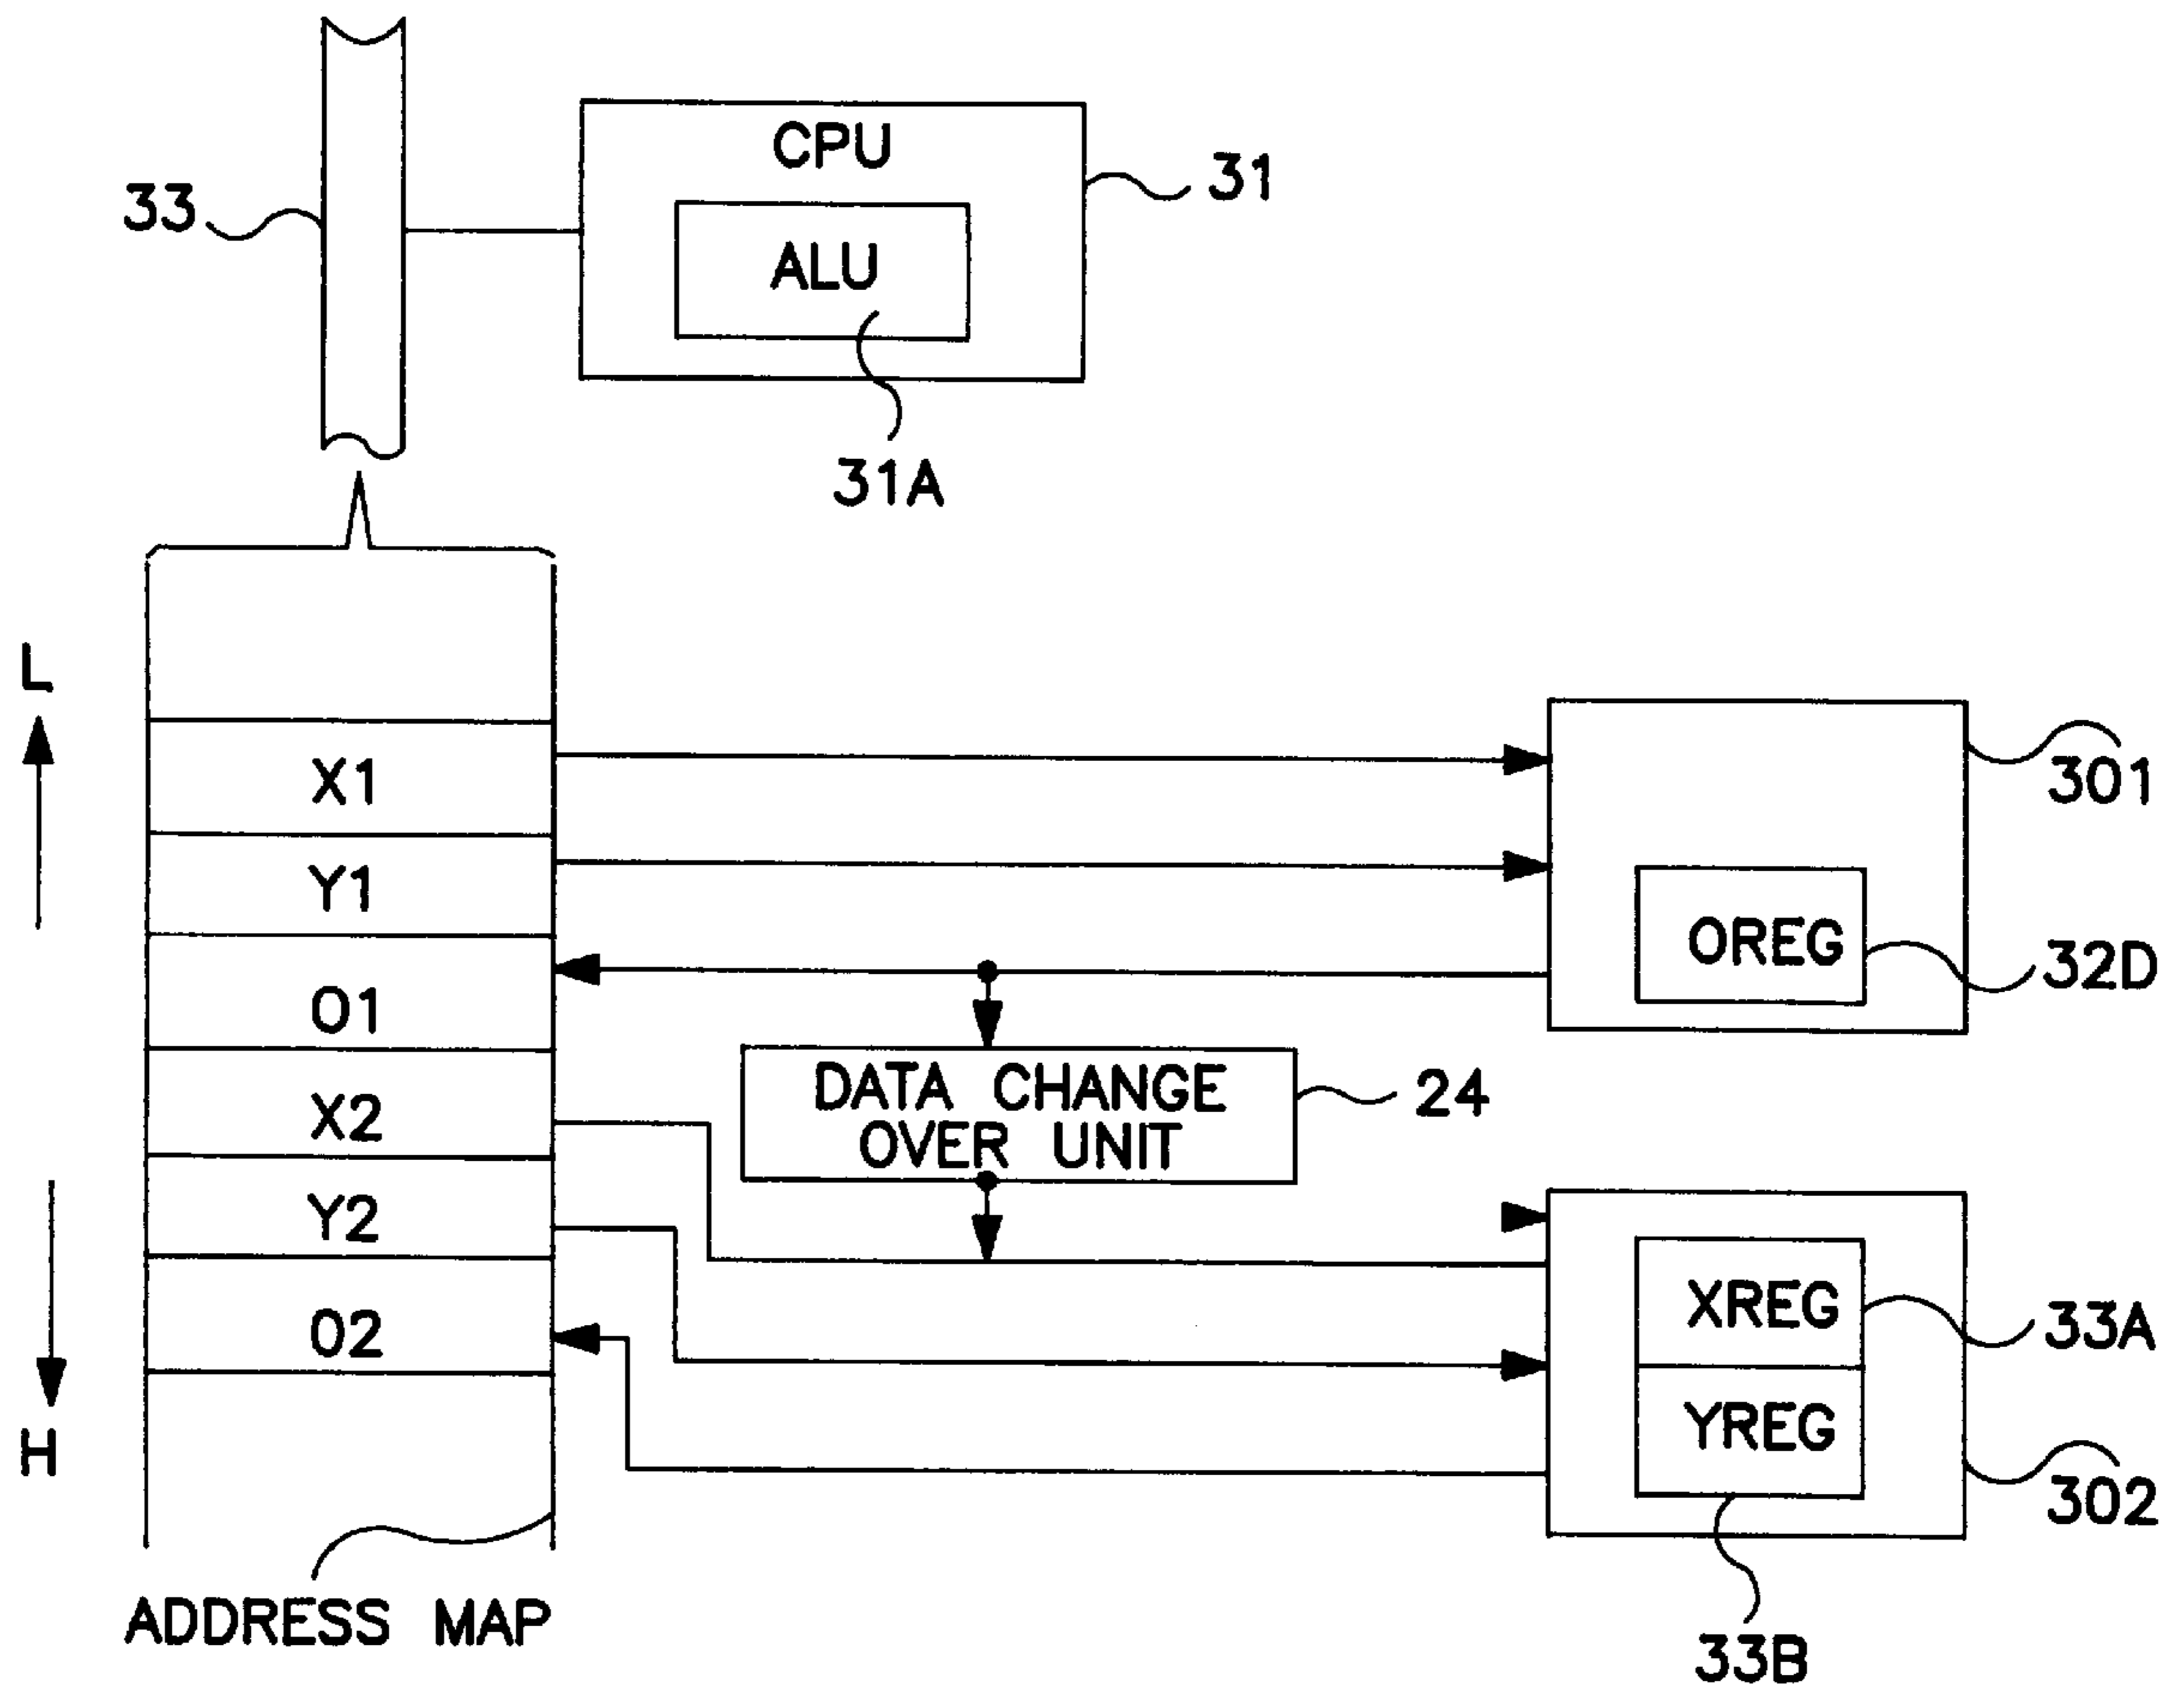 CPU
31
33
ALU
31A
L
X1
301
Y1
OREG
32D
O1
DATA CHANGE
OVER UNIT
24
X2
Y2
XREG
33A
O2
YREG
H
302
ADDRESS MAP
33B